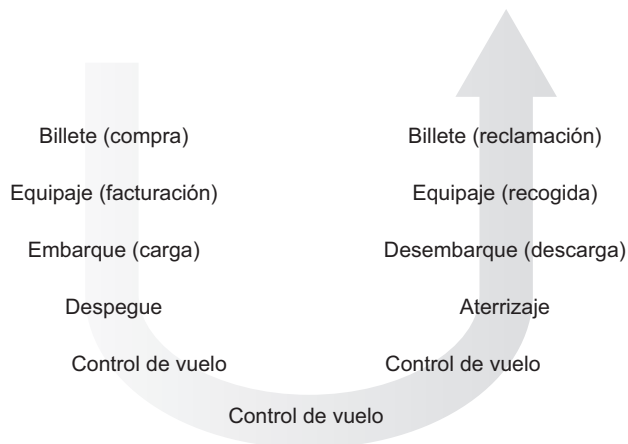 Billete (compra)
Equipaje (facturación)
Embarque (carga)
Despegue
Control de vuelo
Control de vuelo
Control de vuelo
Aterrizaje
Desembarque (descarga)
Equipaje (recogida)
Billete (reclamación)